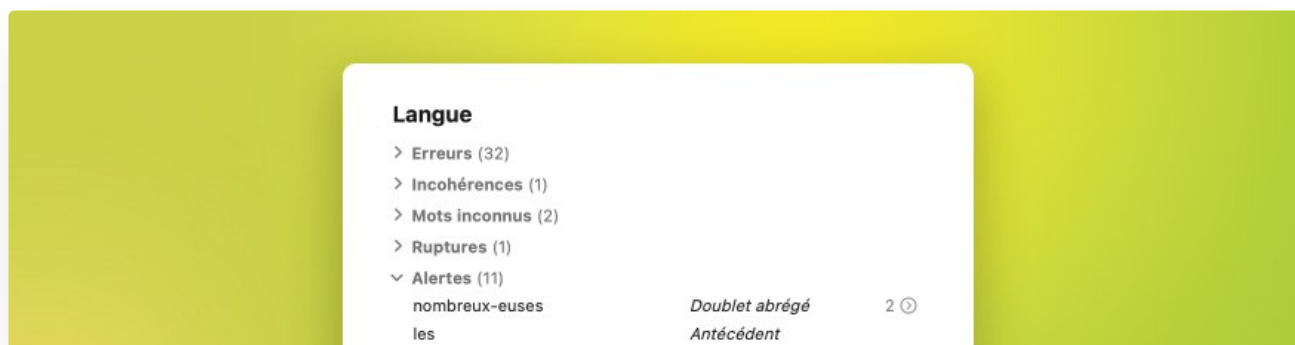 Langue
Erreurs (32)
Incohérences (1)
Mots inconnus (2)
Ruptures (1)
Alertes (11)
nombreux-euses Doublet abrégé 2
les Antécédent